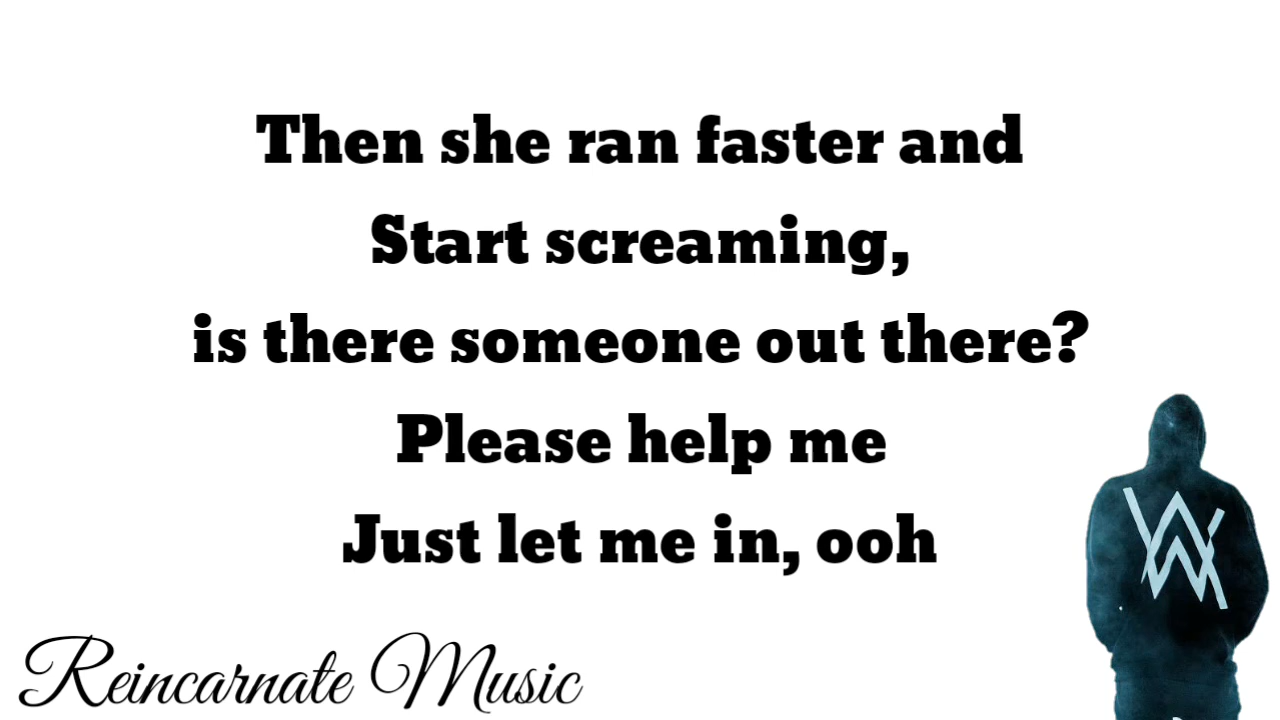 Then she ran faster and
Start screaming,
is there someone out there?
Please help me
Just let me in, ooh
Reincarnate Music